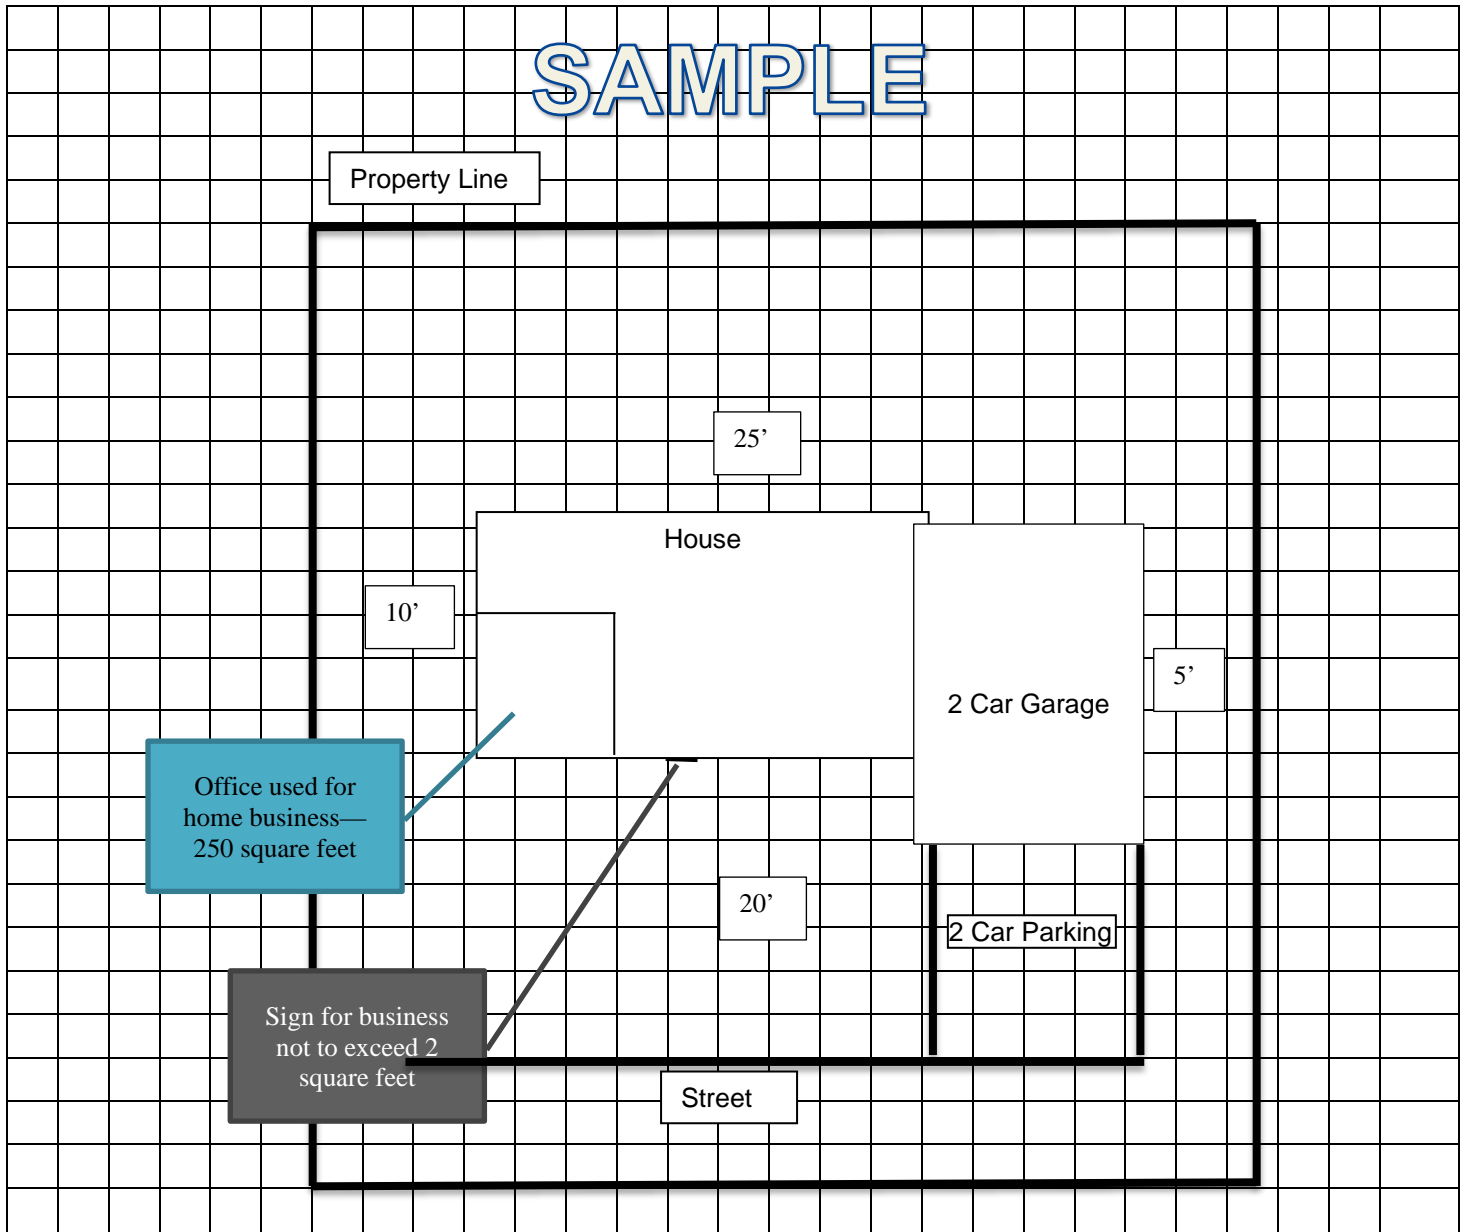 SAMPLE
Property Line
25’
House
10’
5’
2 Car Garage
Office used for
home business—
250 square feet
20’
2 Car Parking
Sign for business
not to exceed 2
square feet
Street